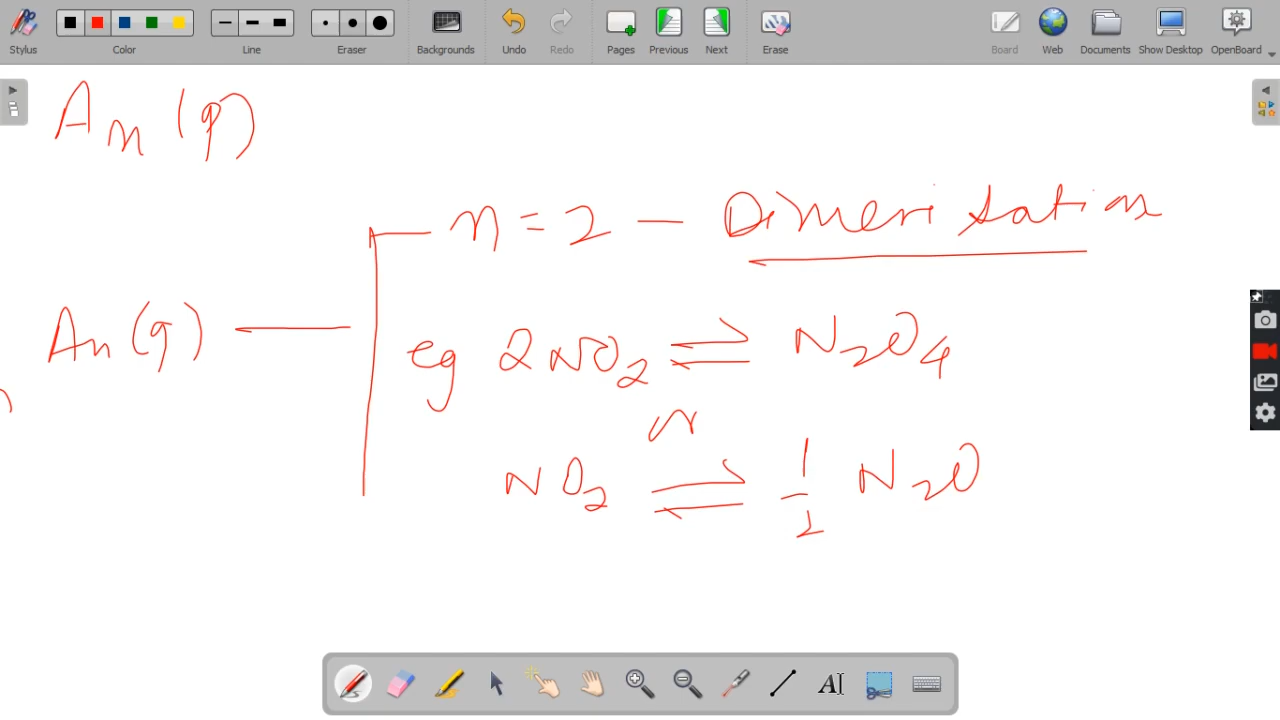 Stylus Color Line Eraser Backgrounds Undo Redo Pages Previous Next Erase Board Web Documents Show Desktop OpenBoard
An (g)
n = 2 — Dimerisation
An (g)
eg 2NO2 ⇌ N2O4
or
NO2 ⇌ 1/2 N2O
AI